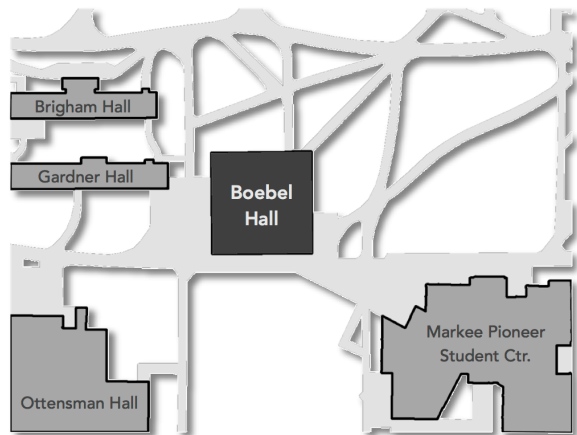 Brigham Hall
Gardner Hall
Boebel
Hall
Markee Pioneer
Student Ctr.
Ottensman Hall